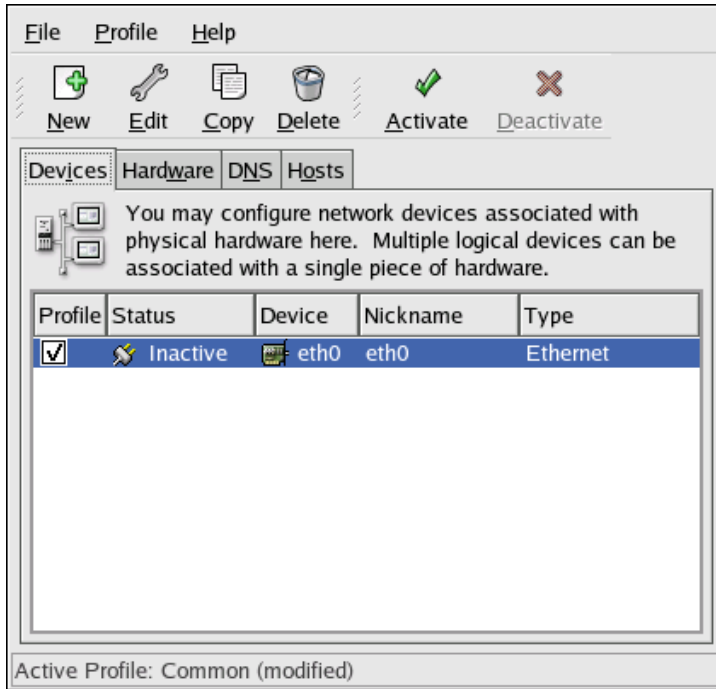 File Profile Help
New Edit Copy Delete Activate Deactivate
Devices Hardware DNS Hosts
You may configure network devices associated with
physical hardware here. Multiple logical devices can be
associated with a single piece of hardware.
Profile Status Device Nickname Type
Inactive eth0 eth0 Ethernet
Active Profile: Common (modified)